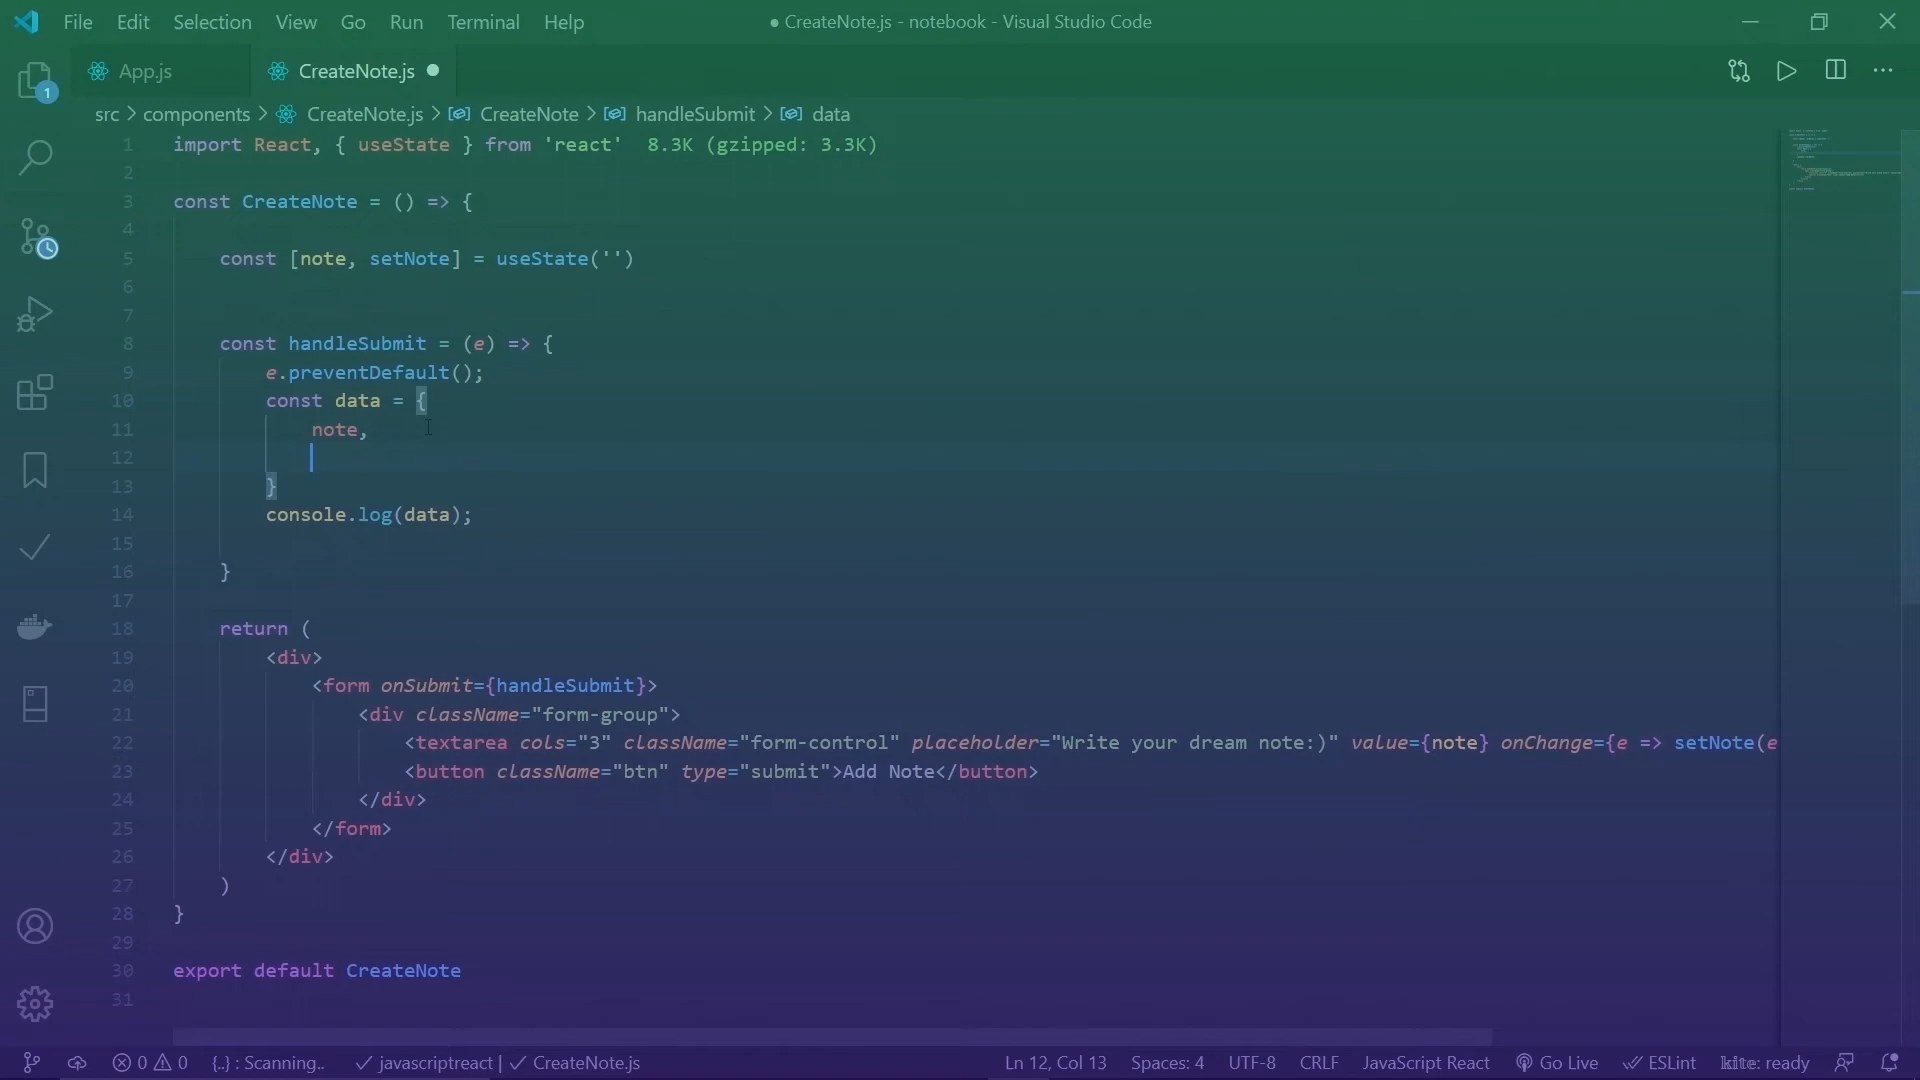 File Edit Selection View Go Run Terminal Help ● CreateNote.js - notebook - Visual Studio Code
App.js CreateNote.js
1
src > components > CreateNote.js > CreateNote > handleSubmit > data
1 import React, { useState } from 'react' 8.3K (gzipped: 3.3K)
2
3 const CreateNote = () => {
4
5 const [note, setNote] = useState('')
6
7
8 const handleSubmit = (e) => {
9 e.preventDefault();
10 const data = {
11 note,
12
13 }
14 console.log(data);
15
16 }
17
18 return (
19 <div>
20 <form onSubmit={handleSubmit}>
21 <div className="form-group">
22 <textarea cols="3" className="form-control" placeholder="Write your dream note:)" value={note} onChange={e => setNote(e
23 <button className="btn" type="submit">Add Note</button>
24 </div>
25 </form>
26 </div>
27 )
28 }
29
30 export default CreateNote
31
0 0 {..} : Scanning.. javascriptreact | CreateNote.js Ln 12, Col 13 Spaces: 4 UTF-8 CRLF JavaScript React Go Live ESLint kite: ready